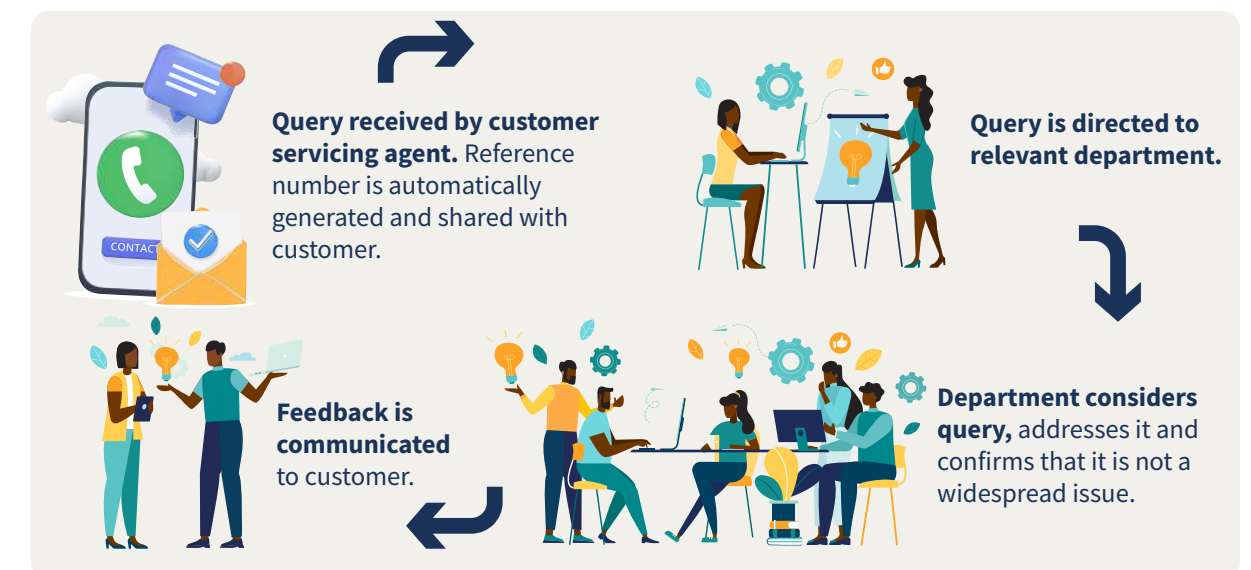 Query received by customer
servicing agent. Reference
number is automatically
generated and shared with
customer.
CONTACT
Query is directed to
relevant department.
Department considers
query, addresses it and
confirms that it is not a
widespread issue.
Feedback is
communicated
to customer.